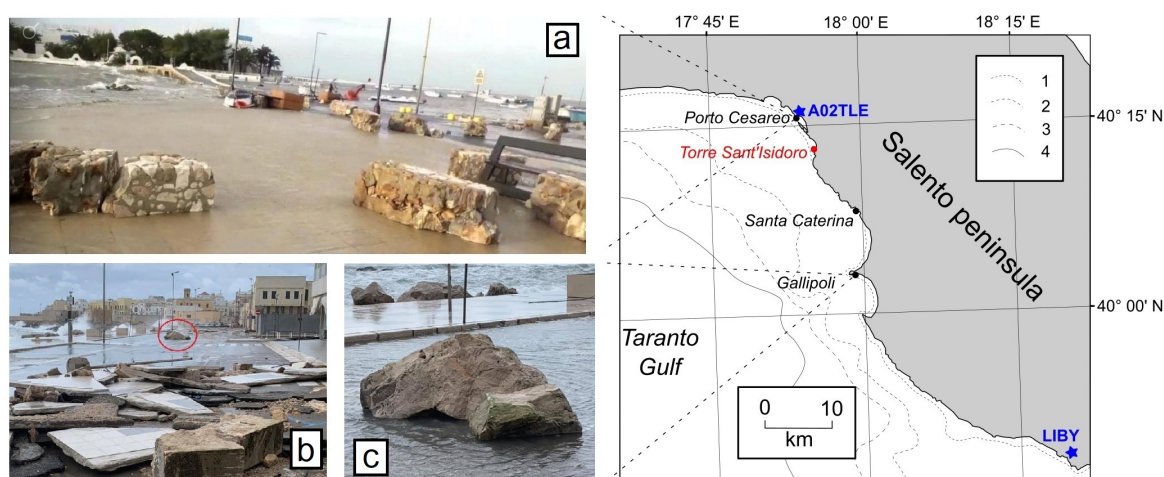 a
b
c
17° 45' E
18° 00' E
18° 15' E
1
2
3
4
A02TLE
Porto Cesareo
40° 15' N
Torre Sant'Isidoro
Salento peninsula
Santa Caterina
Gallipoli
40° 00' N
Taranto
Gulf
0 10
km
LIBY